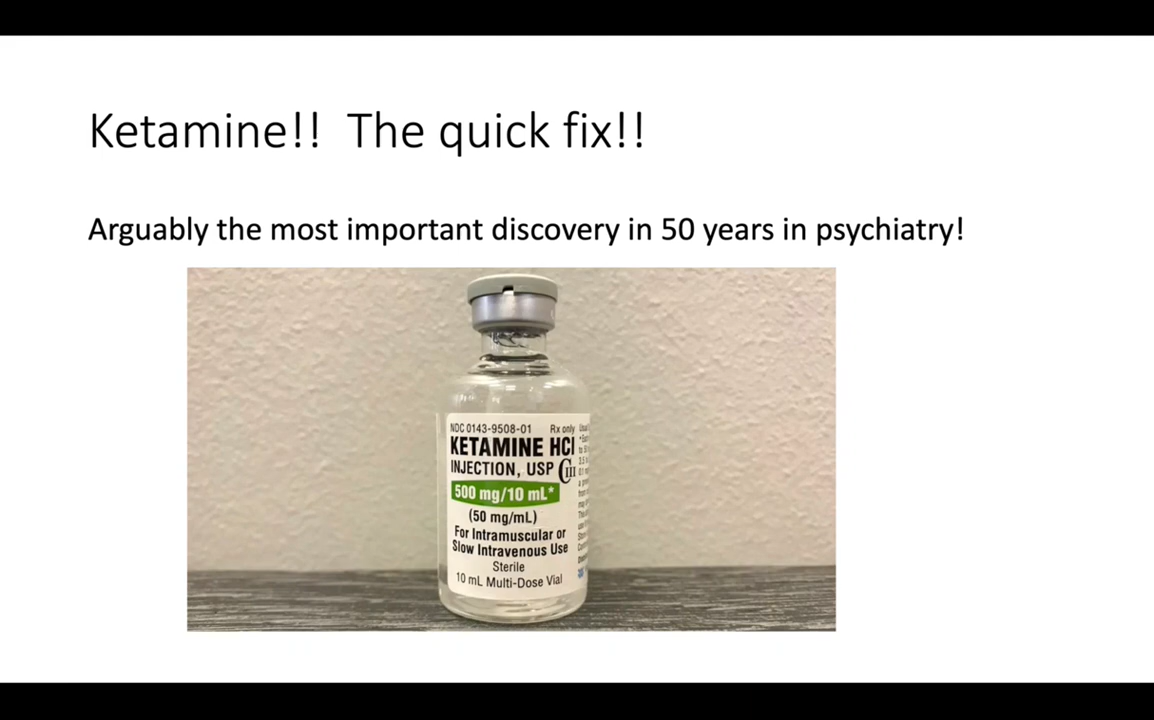 Ketamine!! The quick fix!!
Arguably the most important discovery in 50 years in psychiatry!
NDC 0143-9508-01 Rx only
KETAMINE HCl
INJECTION, USP CIII
500 mg/10 mL*
(50 mg/mL)
For Intramuscular or
Slow Intravenous Use
Sterile
10 mL Multi-Dose Vial